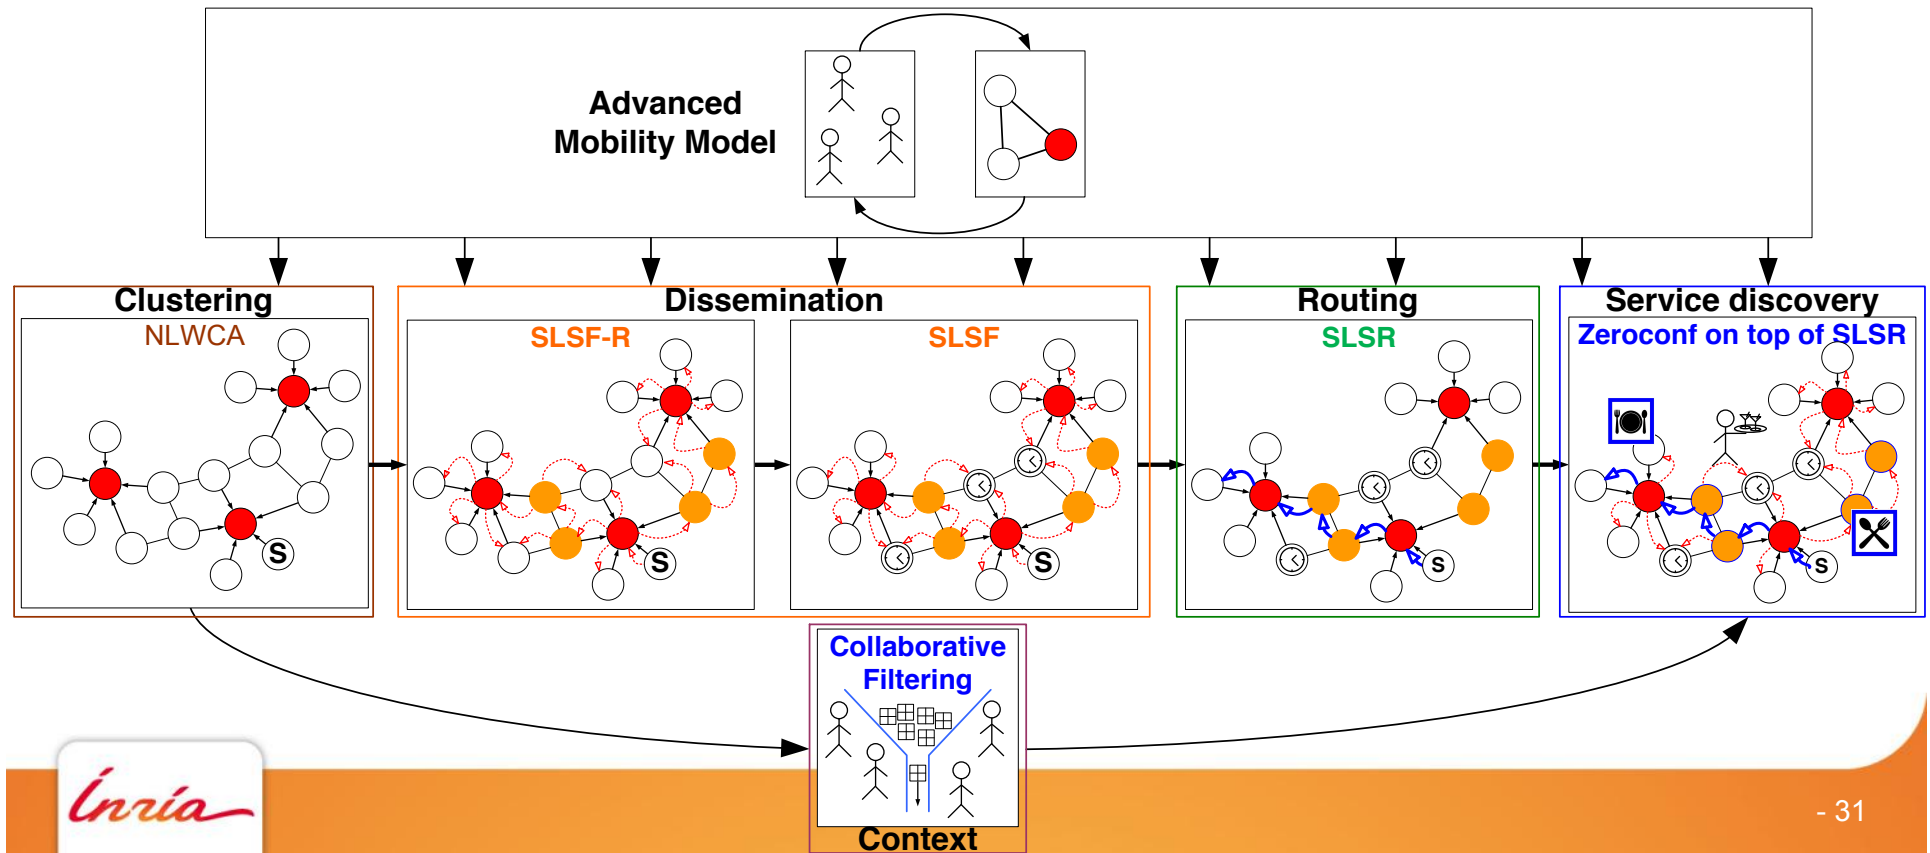 Advanced
Mobility Model
Clustering
NLWCA
S
Dissemination
SLSF-R
S
SLSF
S
Routing
SLSR
S
Service discovery
Zeroconf on top of SLSR
S
Collaborative
Filtering
Context
Inria
- 31